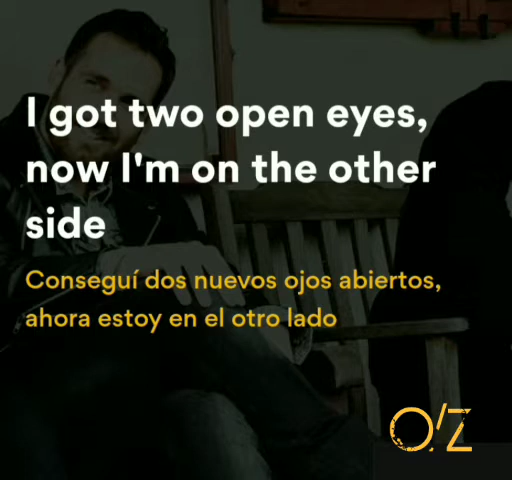 I got two open eyes,
now I'm on the other
side
Conseguí dos nuevos ojos abiertos,
ahora estoy en el otro lado
O'Z